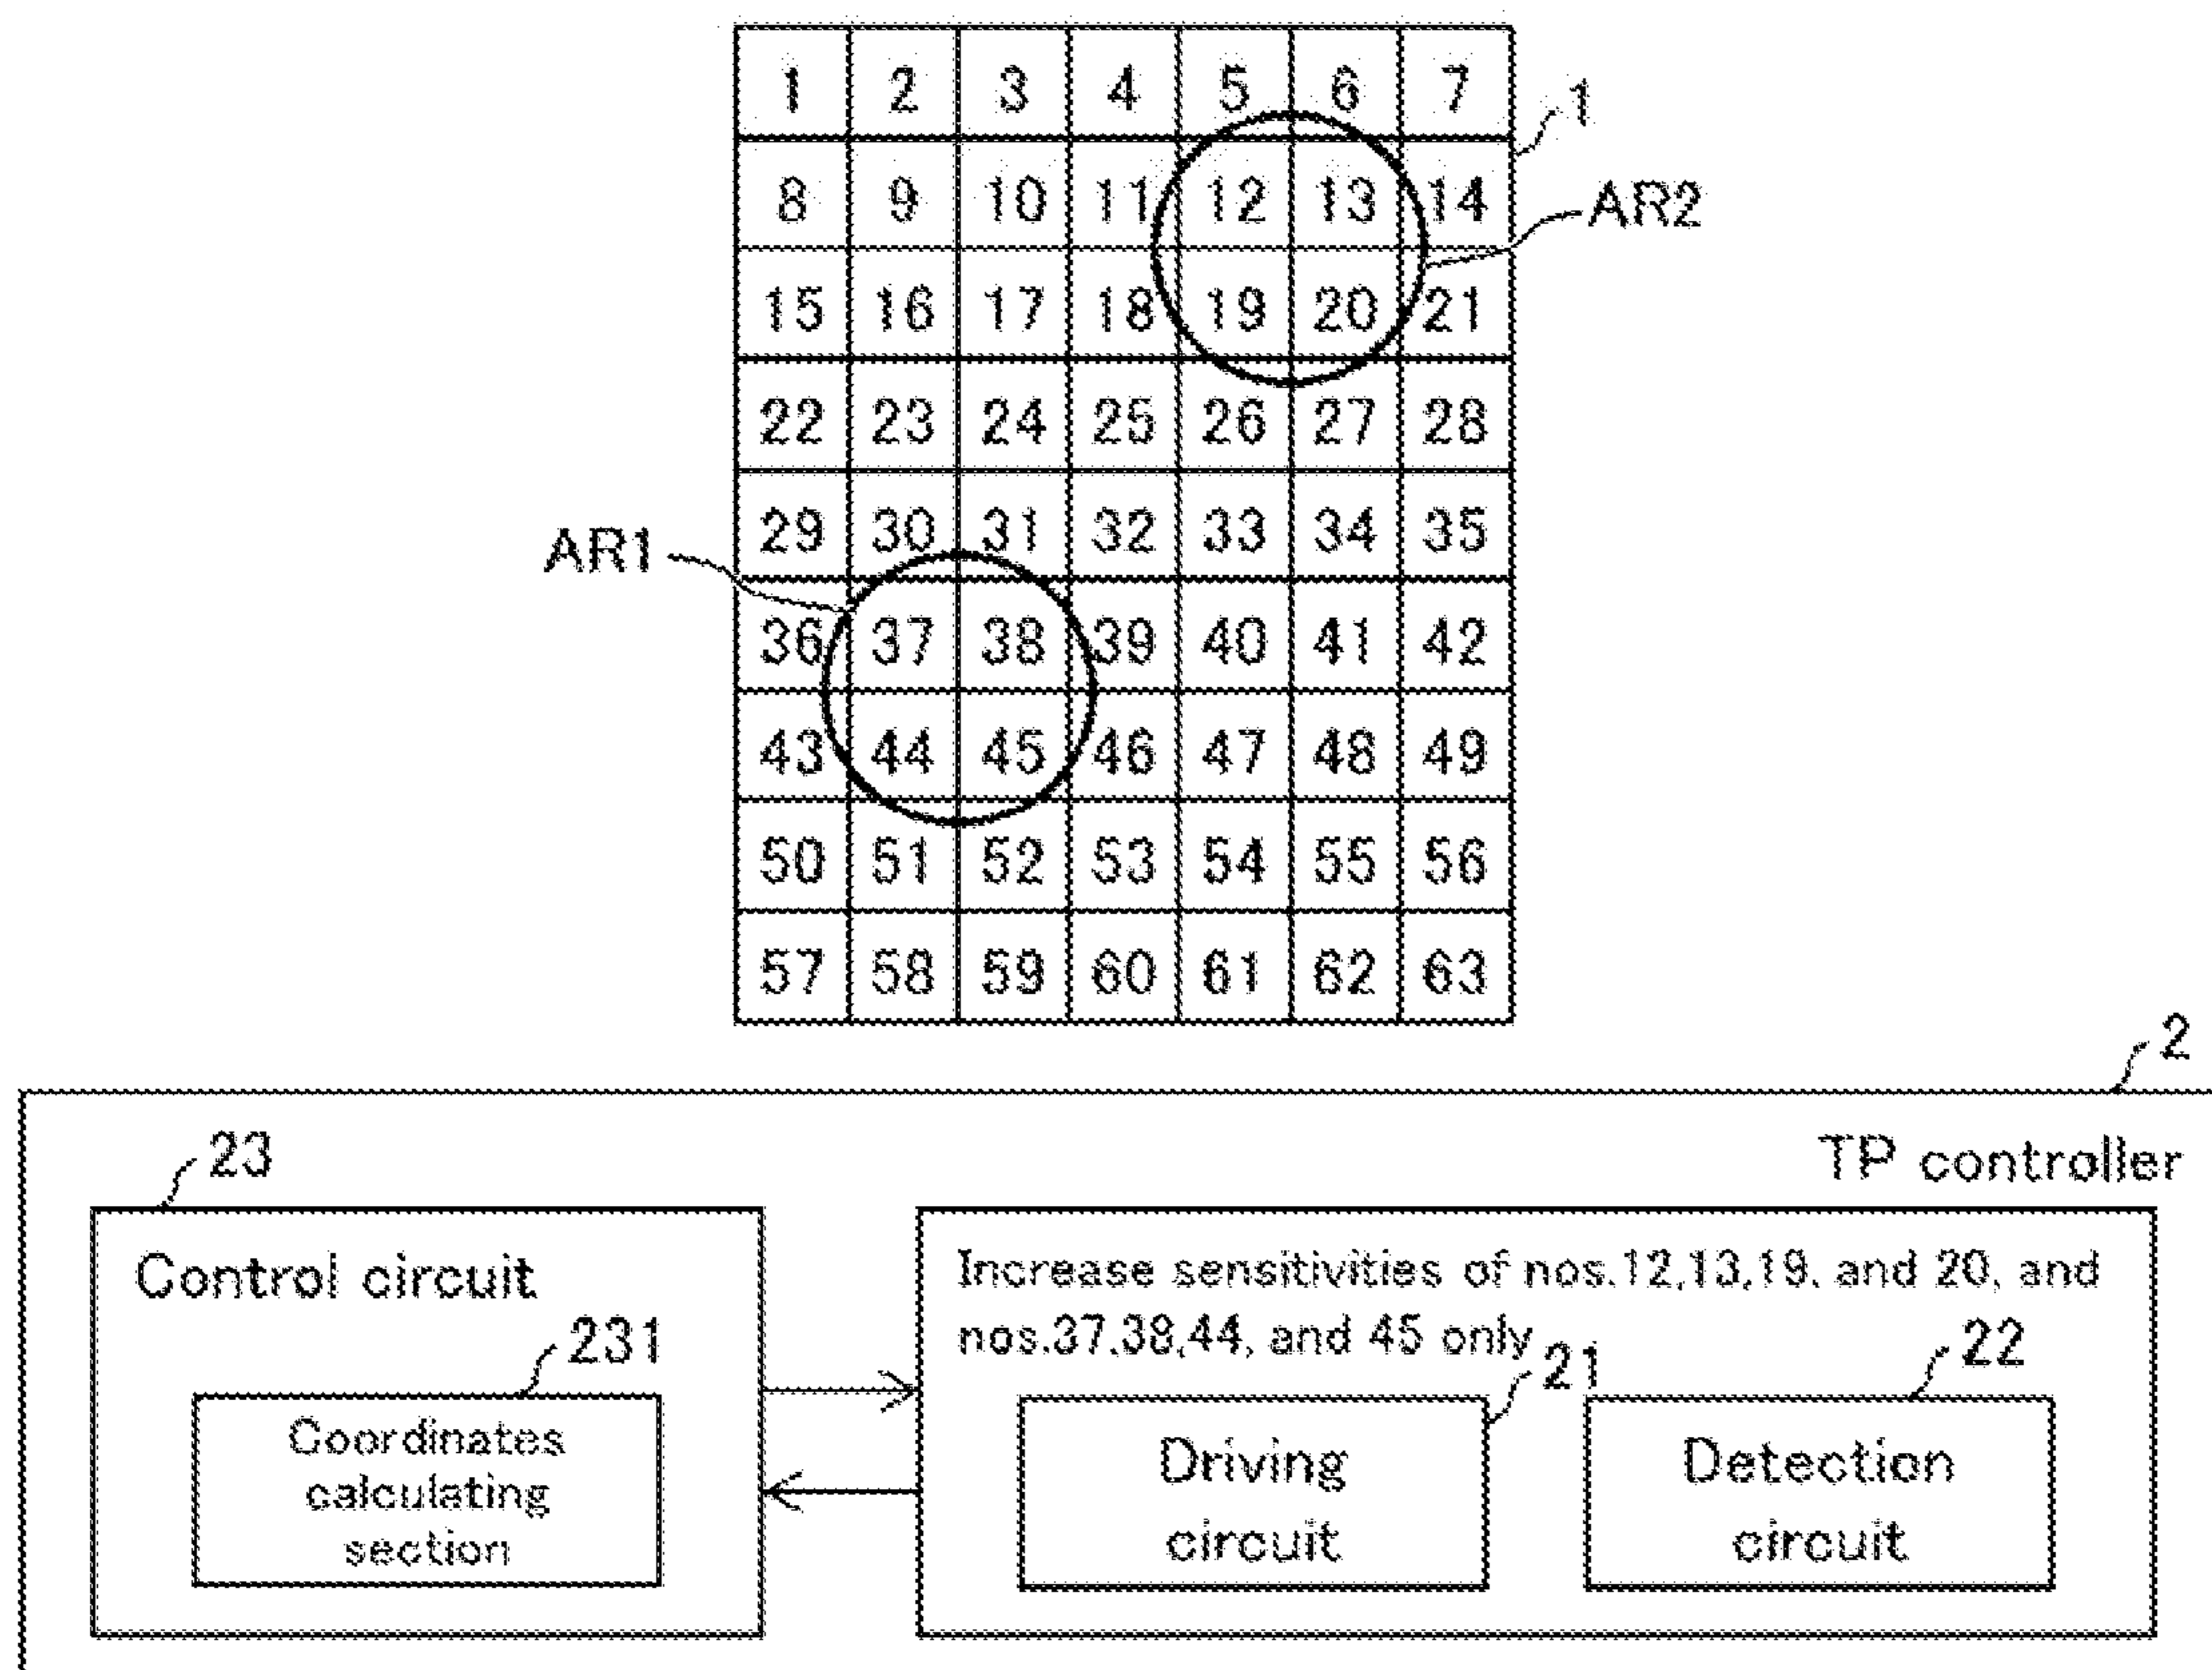 1 2 3 4 5 6 7
1
8 9 10 11 12 13 14
AR2
15 16 17 18 19 20 21
22 23 24 25 26 27 28
29 30 31 32 33 34 35
AR1
36 37 38 39 40 41 42
43 44 45 46 47 48 49
50 51 52 53 54 55 56
57 58 59 60 61 62 63
2
TP controller
23
Control circuit
231
Coordinates
calculating
section
Increase sensitivities of nos.12,13,19. and 20, and
nos.37.38,44, and 45 only
21
Driving
circuit
22
Detection
circuit